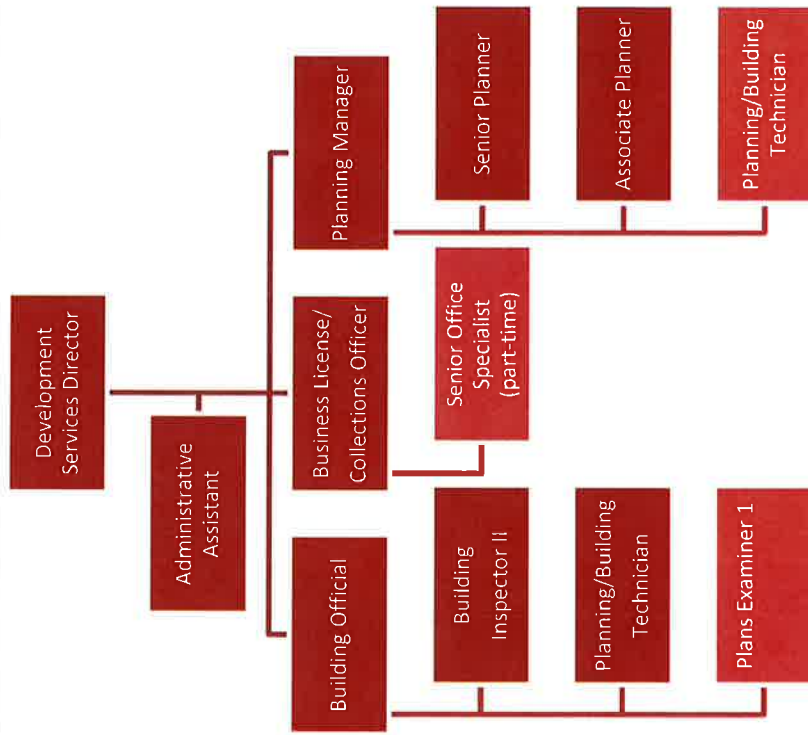 Development
Services Director
Administrative
Assistant
Building Official
Business License/
Collections Officer
Planning Manager
Building
Inspector II
Senior Office
Specialist
(part-time)
Senior Planner
Planning/Building
Technician
Associate Planner
Plans Examiner 1
Planning/Building
Technician